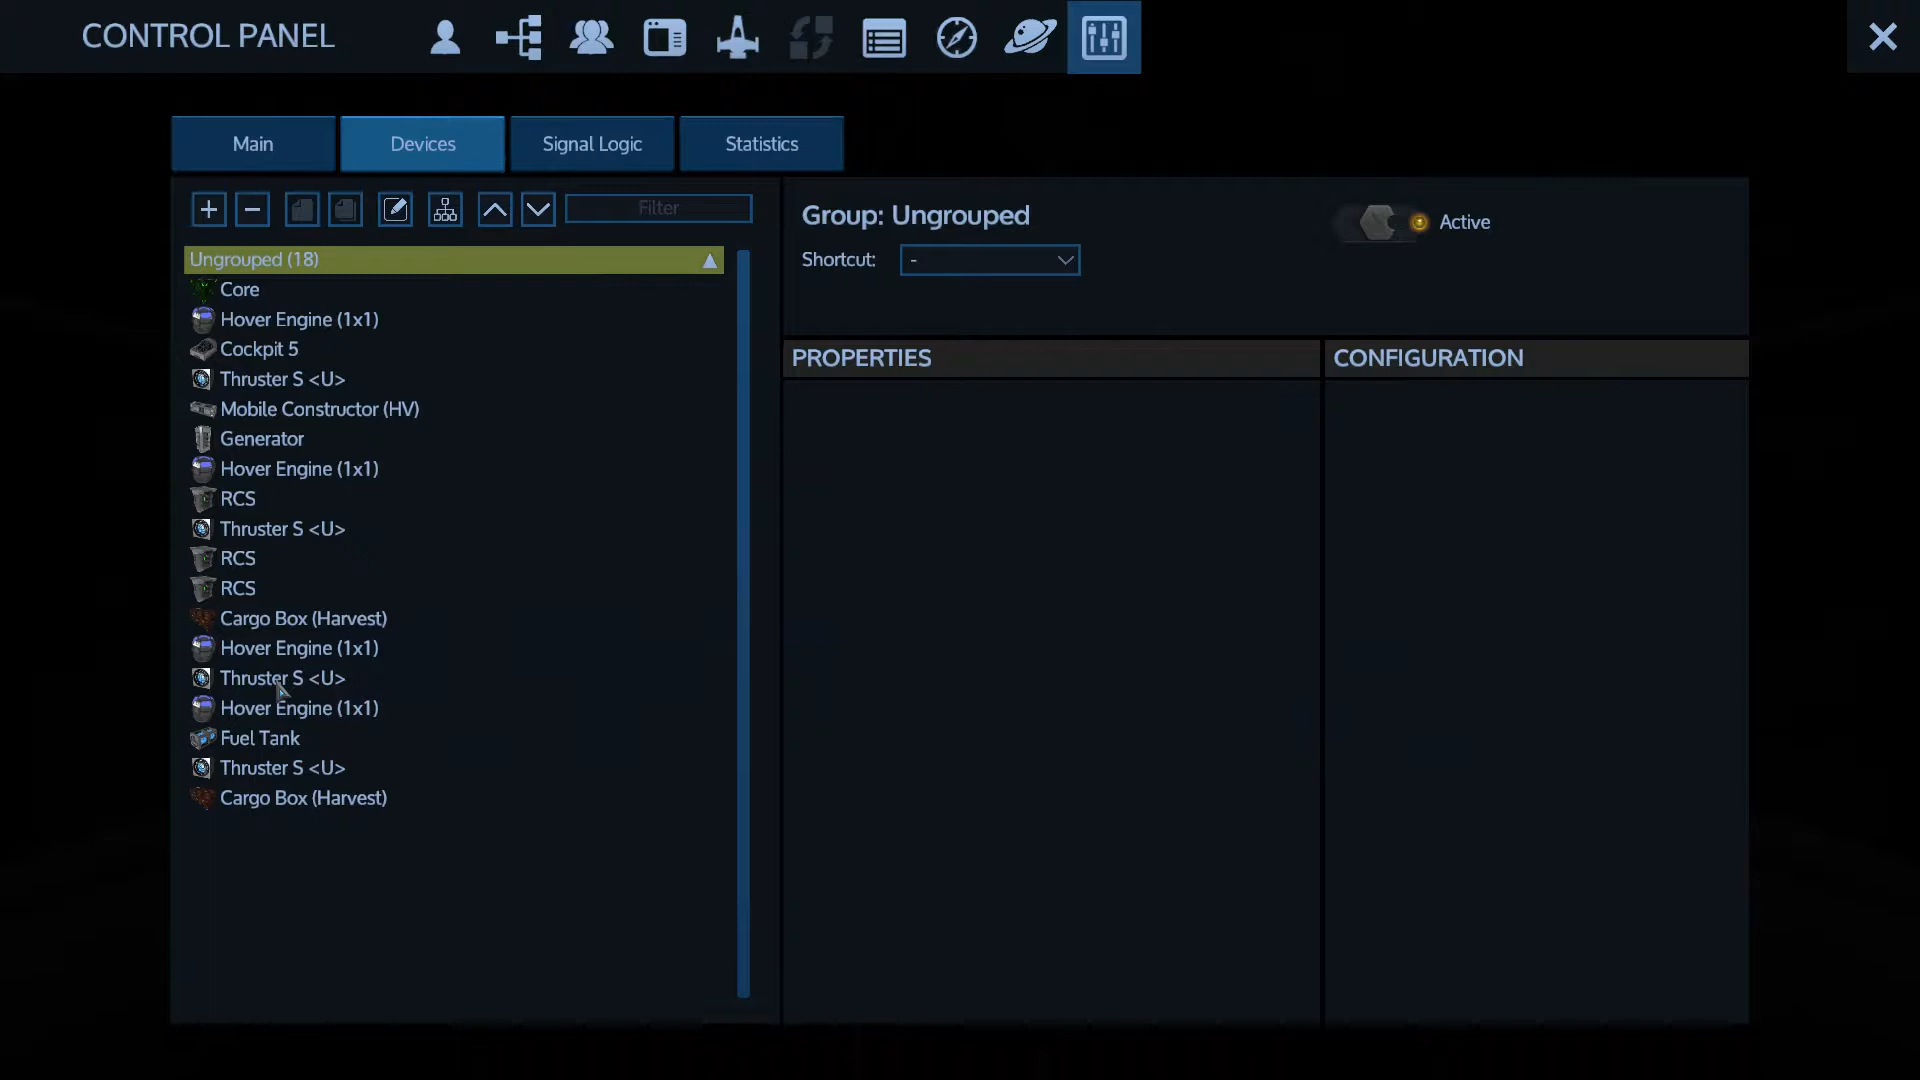 CONTROL PANEL
Main
Devices
Signal Logic
Statistics
Filter
Ungrouped (18)
Core
Hover Engine (1x1)
Cockpit 5
Thruster S <U>
Mobile Constructor (HV)
Generator
Hover Engine (1x1)
RCS
Thruster S <U>
RCS
RCS
Cargo Box (Harvest)
Hover Engine (1x1)
Thruster S <U>
Hover Engine (1x1)
Fuel Tank
Thruster S <U>
Cargo Box (Harvest)
Group: Ungrouped
Active
Shortcut:
-
PROPERTIES
CONFIGURATION